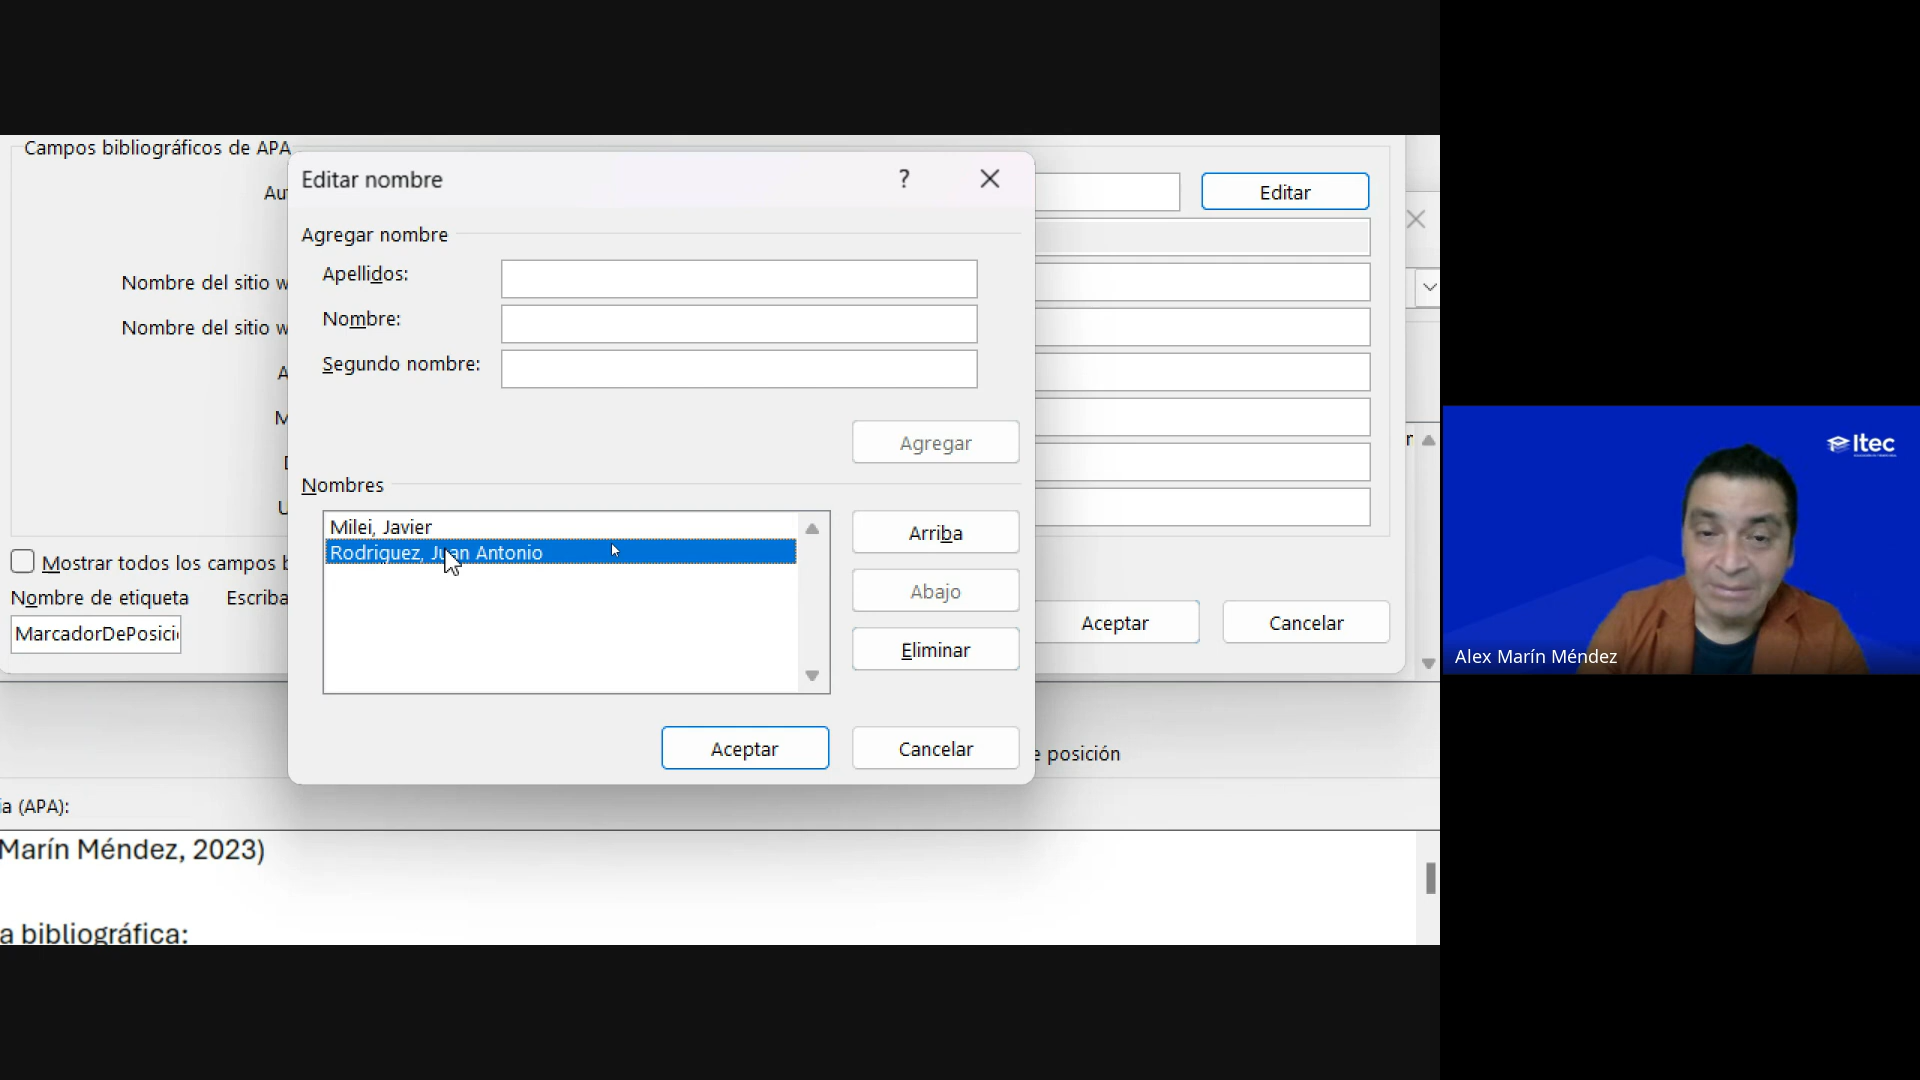 Campos bibliográficos de APA
Editar nombre
?
Editar
Au
Agregar nombre
Apellidos:
Nombre del sitio w
Nombre:
Nombre del sitio w
Segundo nombre:
A
M
Agregar
Nombres
U
Milei, Javier
Rodriguez, Juan Antonio
Arriba
Mostrar todos los campos b
Abajo
Nombre de etiqueta
Escriba
MarcadorDePosici
Eliminar
Aceptar
Cancelar
Aceptar
Cancelar
e posición
ia (APA):
Marín Méndez, 2023)
a bibliográfica:
Itec
Alex Marín Méndez